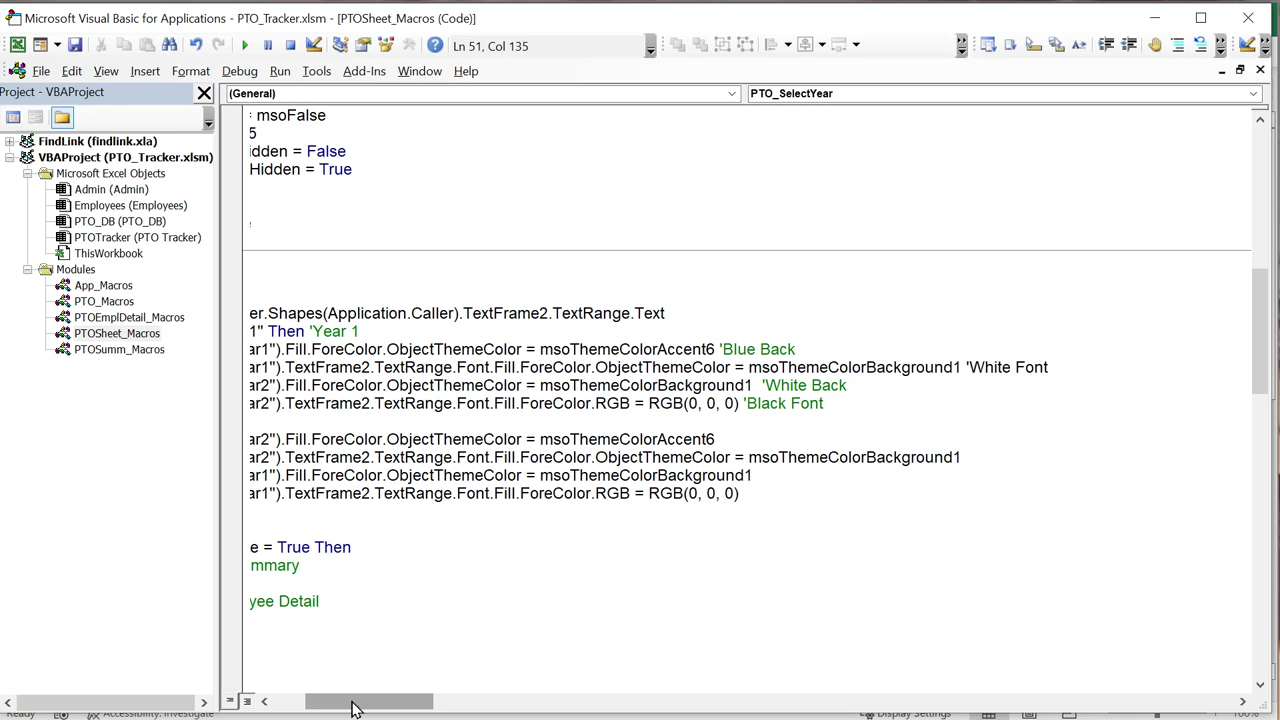 Microsoft Visual Basic for Applications - PTO_Tracker.xlsm - [PTOSheet_Macros (Code)]
Ln 51, Col 135
File Edit View Insert Format Debug Run Tools Add-Ins Window Help
Project - VBAProject
(General)
PTO_SelectYear
FindLink (findlink.xla)
VBAProject (PTO_Tracker.xlsm)
Microsoft Excel Objects
Admin (Admin)
Employees (Employees)
PTO_DB (PTO_DB)
PTOTracker (PTO Tracker)
ThisWorkbook
Modules
App_Macros
PTO_Macros
PTOEmplDetail_Macros
PTOSheet_Macros
PTOSumm_Macros
= msoFalse
5
idden = False
Hidden = True
er.Shapes(Application.Caller).TextFrame2.TextRange.Text
1" Then 'Year 1
ar1").Fill.ForeColor.ObjectThemeColor = msoThemeColorAccent6 'Blue Back
ar1").TextFrame2.TextRange.Font.Fill.ForeColor.ObjectThemeColor = msoThemeColorBackground1 'White Font
ar2").Fill.ForeColor.ObjectThemeColor = msoThemeColorBackground1  'White Back
ar2").TextFrame2.TextRange.Font.Fill.ForeColor.RGB = RGB(0, 0, 0) 'Black Font
ar2").Fill.ForeColor.ObjectThemeColor = msoThemeColorAccent6
ar2").TextFrame2.TextRange.Font.Fill.ForeColor.ObjectThemeColor = msoThemeColorBackground1
ar1").Fill.ForeColor.ObjectThemeColor = msoThemeColorBackground1
ar1").TextFrame2.TextRange.Font.Fill.ForeColor.RGB = RGB(0, 0, 0)
e = True Then
mmary
yee Detail
Ready
Accessibility: Investigate
Display Settings
100%